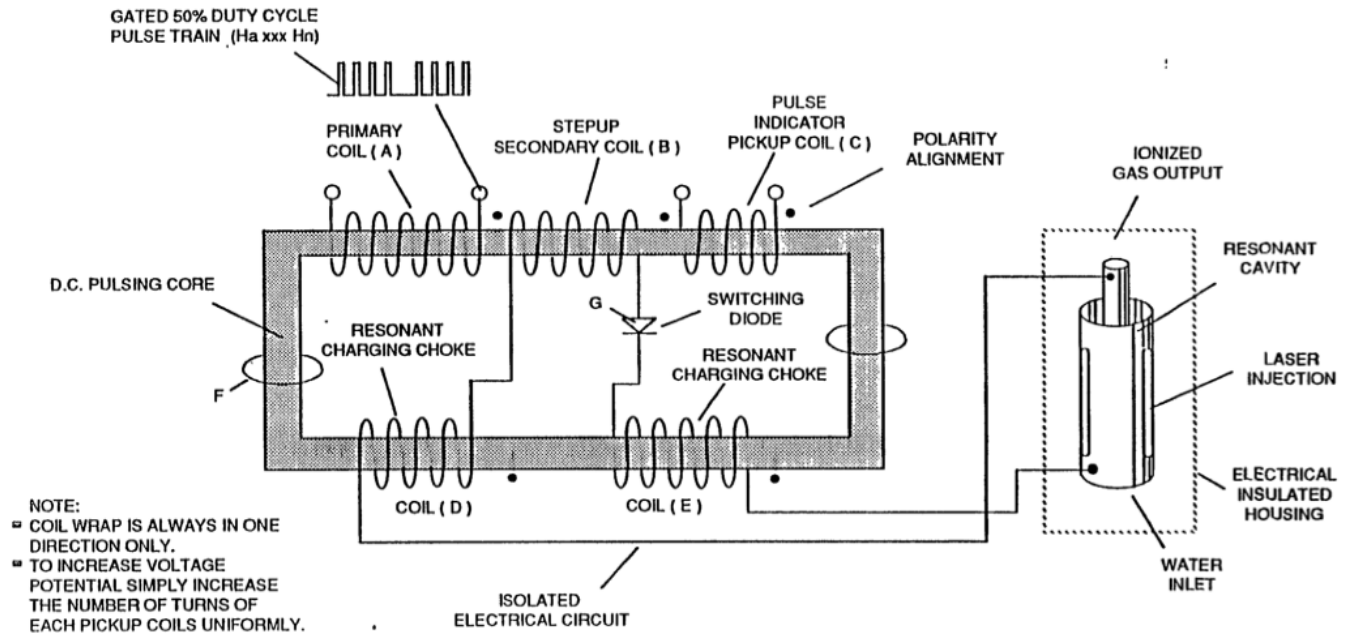 GATED 50% DUTY CYCLE
PULSE TRAIN (Ha xxx Hn)
PRIMARY
COIL ( A )
STEPUP
SECONDARY COIL ( B )
PULSE
INDICATOR
PICKUP COIL ( C )
POLARITY
ALIGNMENT
IONIZED
GAS OUTPUT
RESONANT
CAVITY
D.C. PULSING CORE
G
SWITCHING
DIODE
RESONANT
CHARGING CHOKE
RESONANT
CHARGING CHOKE
LASER
INJECTION
F
COIL ( D )
COIL ( E )
ELECTRICAL
INSULATED
HOUSING
WATER
INLET
ISOLATED
ELECTRICAL CIRCUIT
NOTE:
COIL WRAP IS ALWAYS IN ONE
DIRECTION ONLY.
TO INCREASE VOLTAGE
POTENTIAL SIMPLY INCREASE
THE NUMBER OF TURNS OF
EACH PICKUP COILS UNIFORMLY.